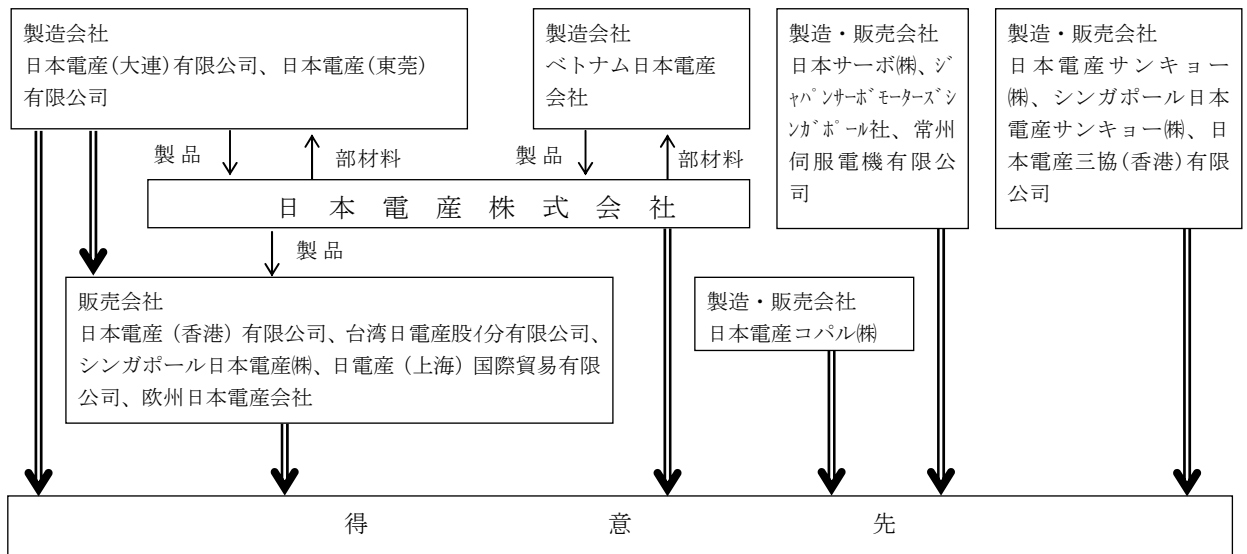 製造会社
日本電産(大連)有限公司、日本電産(東莞)
有限公司
製造会社
ベトナム日本電産
会社
製造・販売会社
日本サーボ㈱、ジ
ャパンサーボモーターズシ
ンガポール社、常州
伺服電機有限公
司
製造・販売会社
日本電産サンキョー
㈱、シンガポール日本
電産サンキョー㈱、日
本電産三協(香港)有限
公司
製品
部材料
製品
部材料
日本電産株式会社
製品
販売会社
日本電産（香港）有限公司、台湾日電産股イ分有限公司、
シンガポール日本電産㈱、日電産（上海）国際貿易有限
公司、欧州日本電産会社
製造・販売会社
日本電産コパル㈱
得意先